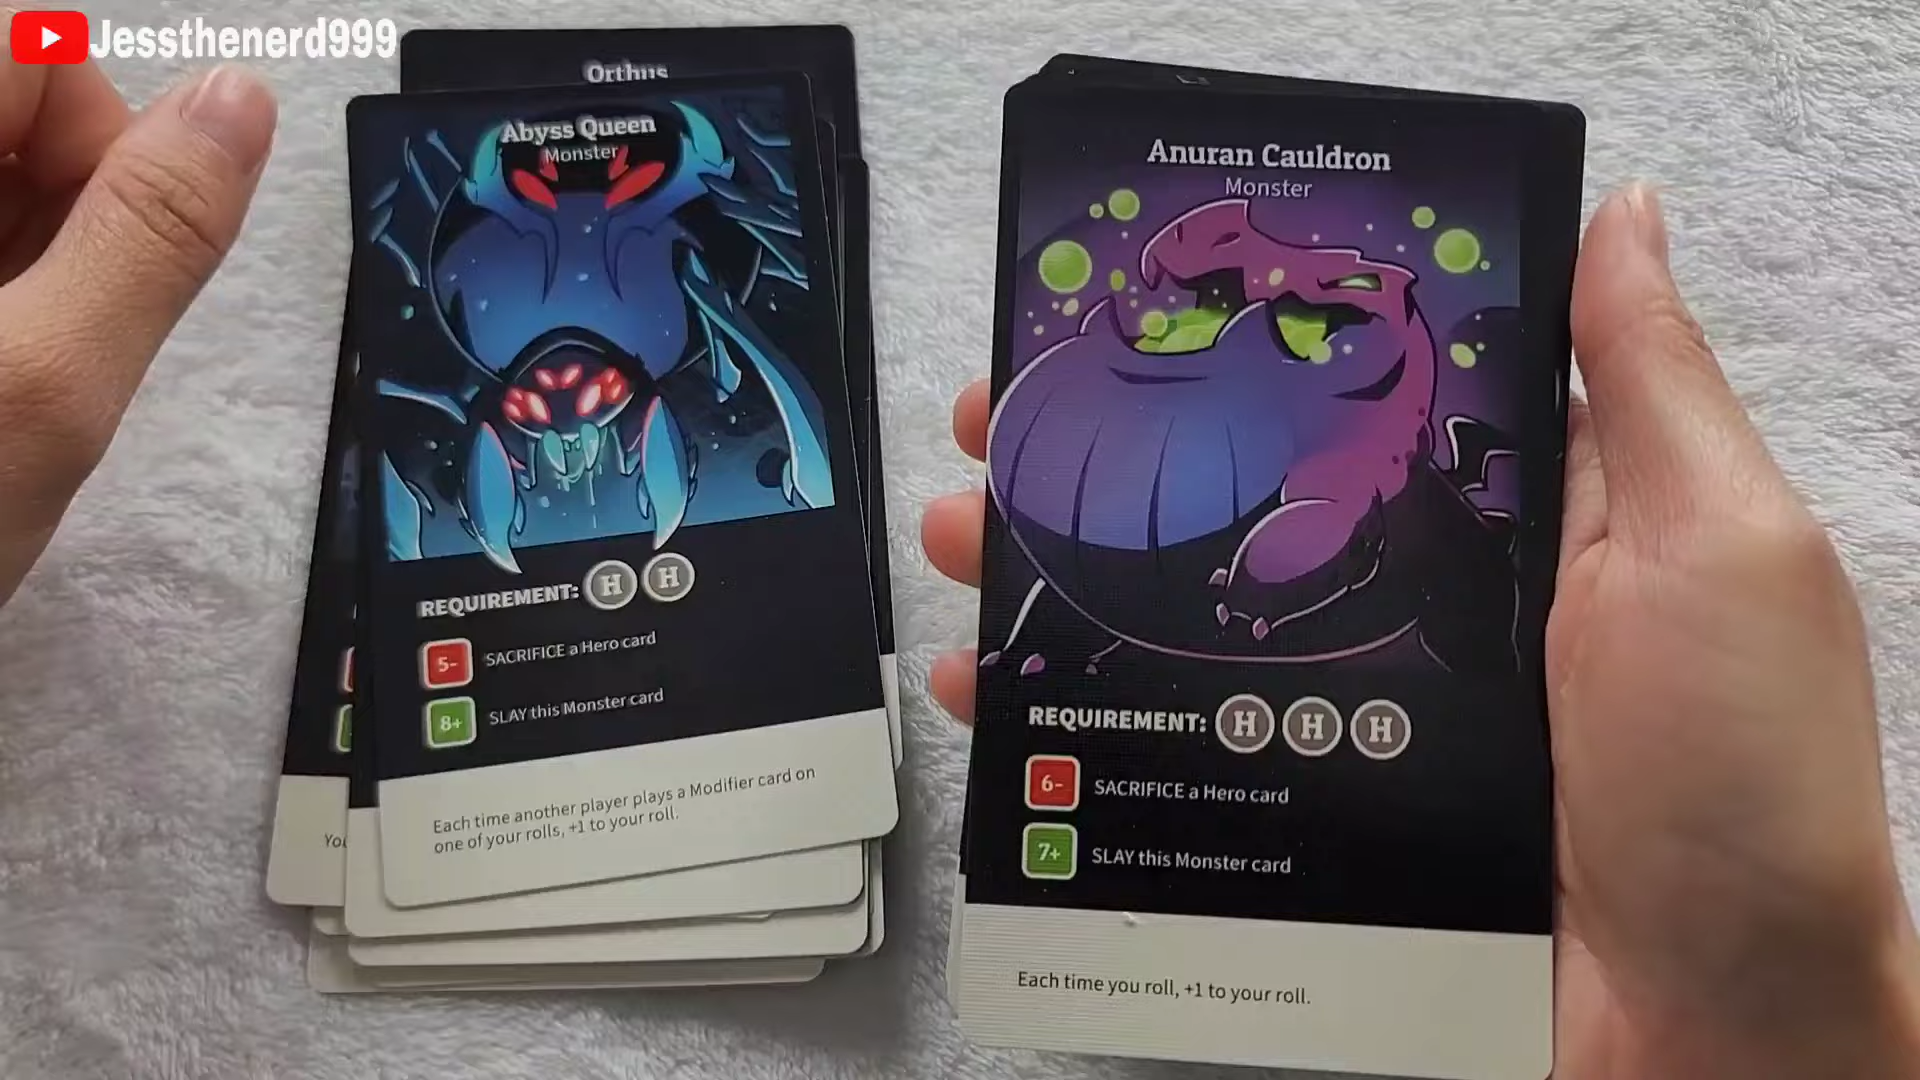 Jessthenerd999
Orthus
Abyss Queen
Monster
REQUIREMENT: H H
5- SACRIFICE a Hero card
8+ SLAY this Monster card
Each time another player plays a Modifier card on
one of your rolls, +1 to your roll.
You
Anuran Cauldron
Monster
REQUIREMENT: H H H
6- SACRIFICE a Hero card
7+ SLAY this Monster card
Each time you roll, +1 to your roll.